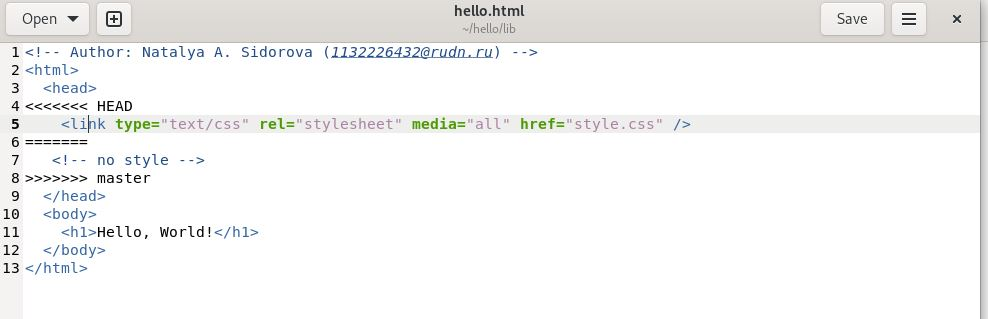 Open
hello.html
~/hello/lib
Save
1 <!-- Author: Natalya A. Sidorova (1132226432@rudn.ru) -->
2 <html>
3   <head>
4 <<<<<<< HEAD
5     <link type="text/css" rel="stylesheet" media="all" href="style.css" />
6 =======
7    <!-- no style -->
8 >>>>>>> master
9   </head>
10   <body>
11     <h1>Hello, World!</h1>
12   </body>
13 </html>